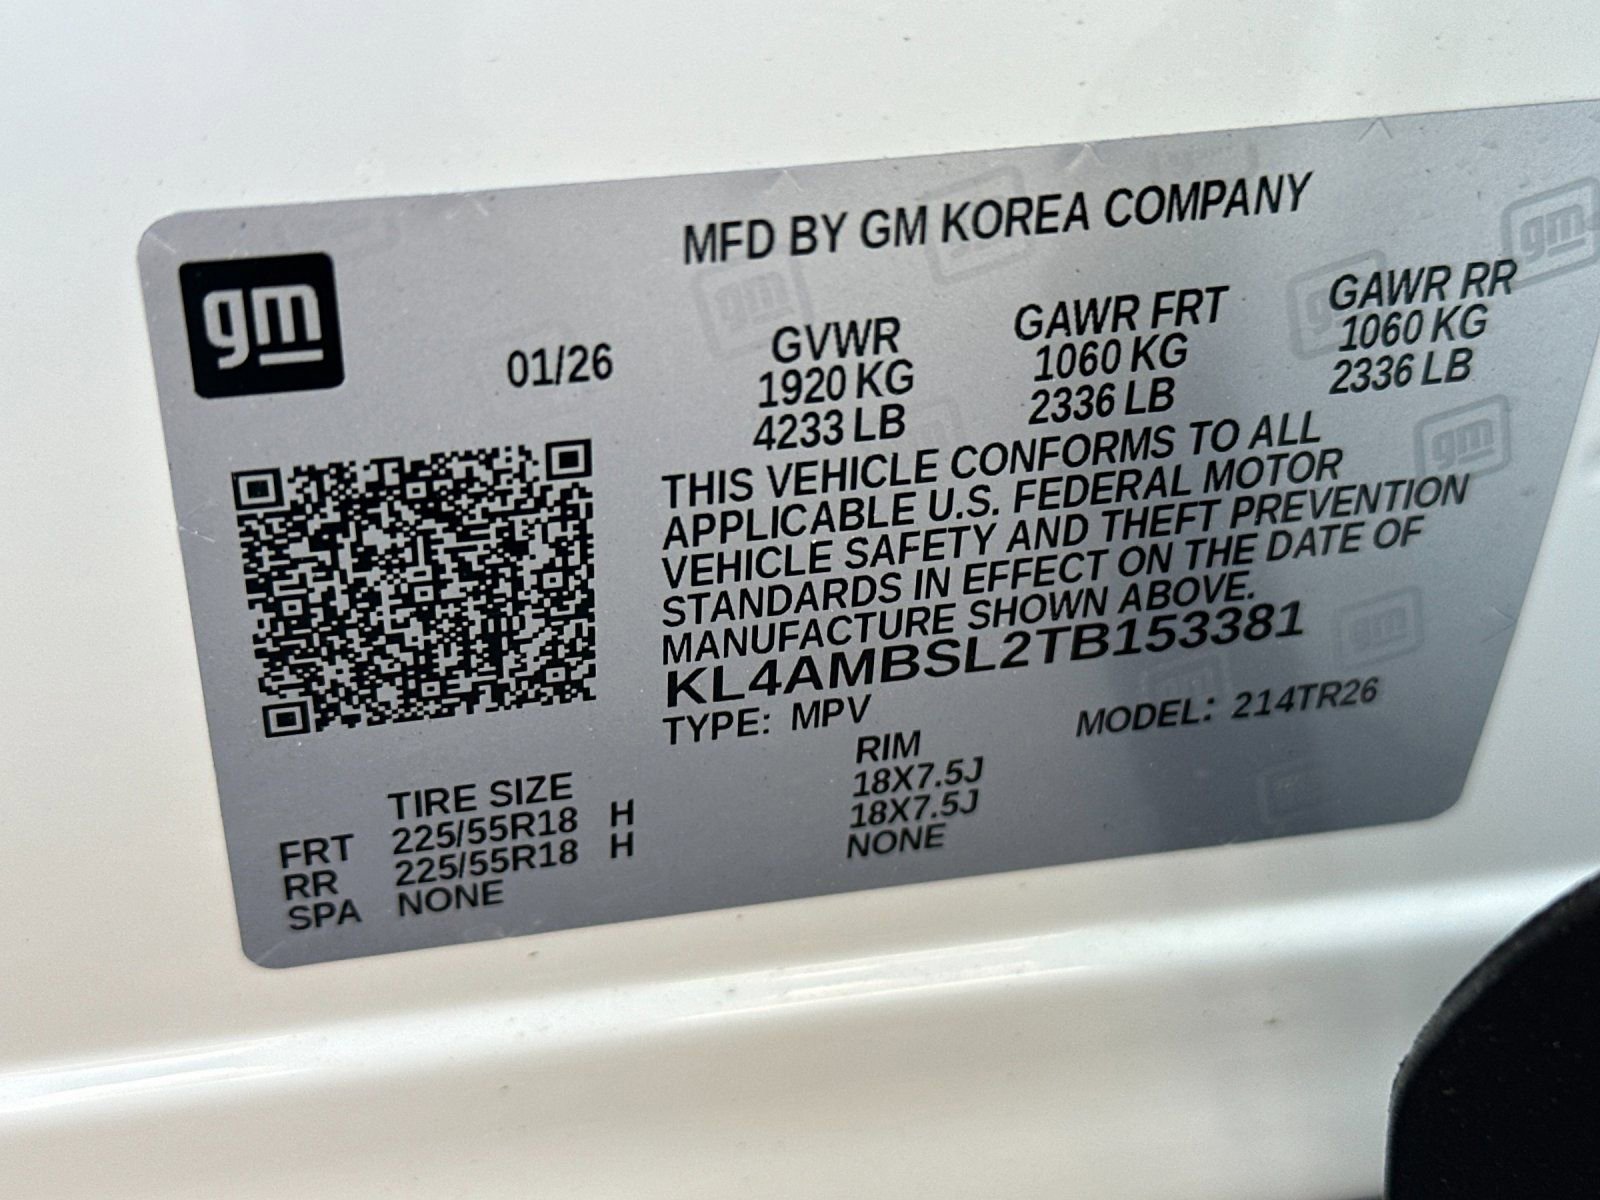 gm
MFD BY GM KOREA COMPANY
01/26
GVWR GAWR FRT GAWR RR
1920 KG 1060 KG 1060 KG
4233 LB 2336 LB 2336 LB
THIS VEHICLE CONFORMS TO ALL
APPLICABLE U.S. FEDERAL MOTOR
VEHICLE SAFETY AND THEFT PREVENTION
STANDARDS IN EFFECT ON THE DATE OF
MANUFACTURE SHOWN ABOVE.
KL4AMBSL2TB153381
TYPE: MPV MODEL: 214TR26
TIRE SIZE RIM
FRT 225/55R18 H 18X7.5J
RR 225/55R18 H 18X7.5J
SPA NONE NONE